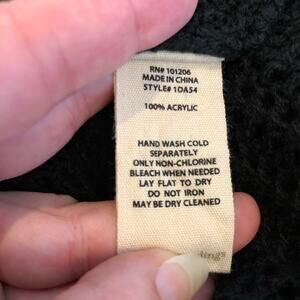 RN# 101206
MADE IN CHINA
STYLE# 1DA54
100% ACRYLIC
HAND WASH COLD
SEPARATELY
ONLY NON-CHLORINE
BLEACH WHEN NEEDED
LAY FLAT TO DRY
DO NOT IRON
MAY BE DRY CLEANED